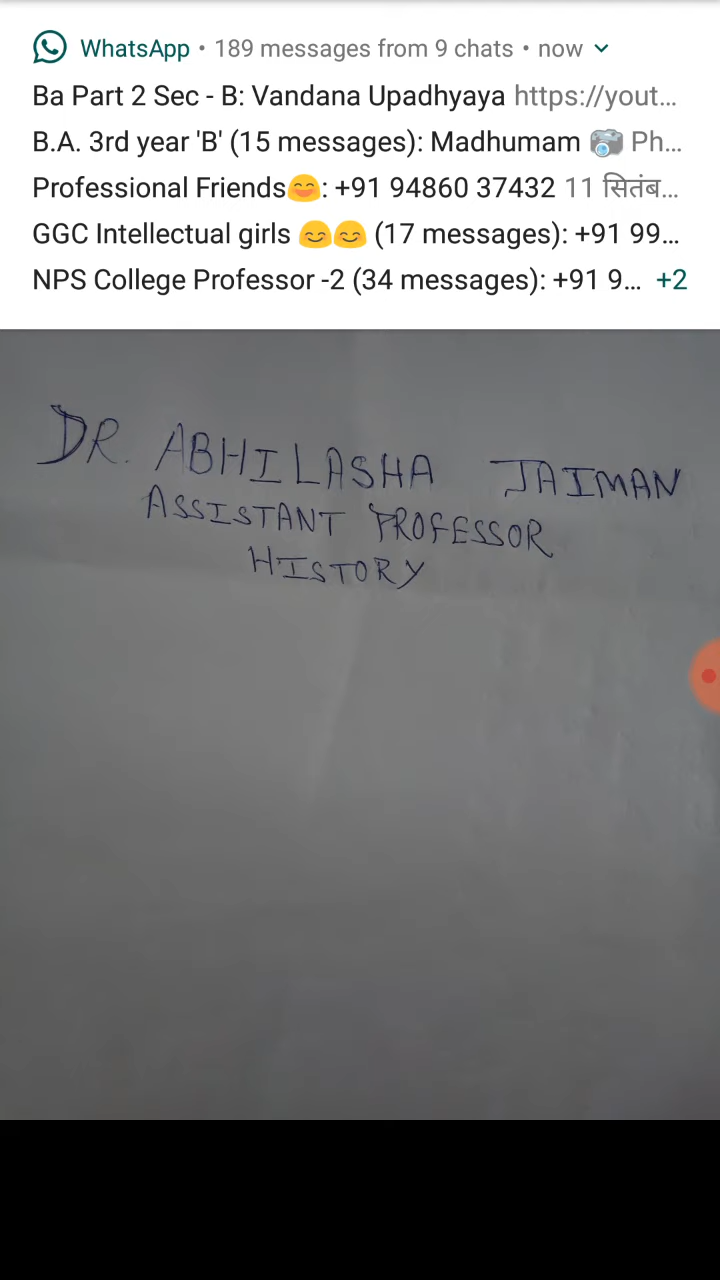 WhatsApp • 189 messages from 9 chats • now
Ba Part 2 Sec - B: Vandana Upadhyaya https://yout...
B.A. 3rd year 'B' (15 messages): Madhumam 📷 Ph...
Professional Friends😊: +91 94860 37432 11 सितंब...
GGC Intellectual girls 😊😊 (17 messages): +91 99...
NPS College Professor -2 (34 messages): +91 9... +2
DR. ABHILASHA JAIMAN
ASSISTANT PROFESSOR
HISTORY